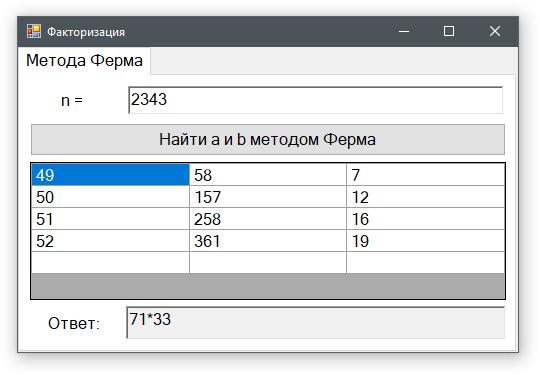 Факторизация
Метода Ферма
n =
2343
Найти a и b методом Ферма
49 58 7
50 157 12
51 258 16
52 361 19
Ответ:
71*33